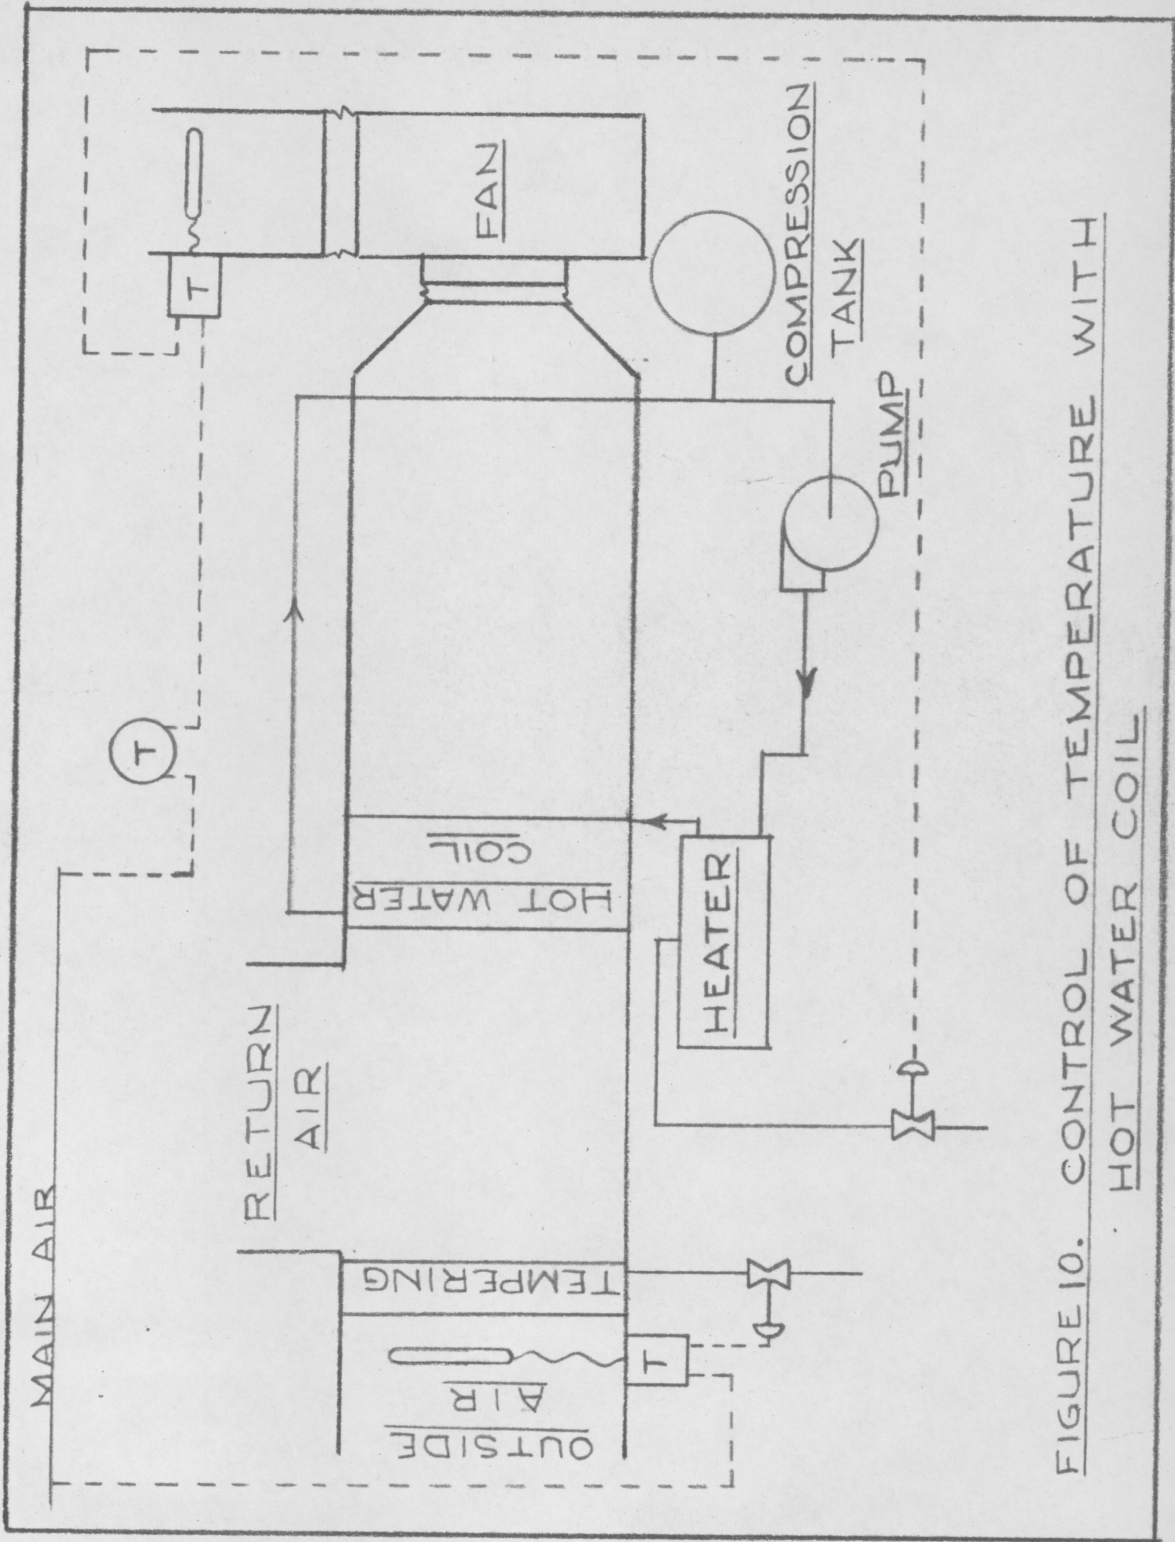 MAIN AIR
T
T
RETURN
AIR
FAN
OUTSIDE
AIR
TEMPERING
HOT WATER
COIL
T
HEATER
PUMP
COMPRESSION
TANK
FIGURE 10. CONTROL OF TEMPERATURE WITH
HOT WATER COIL